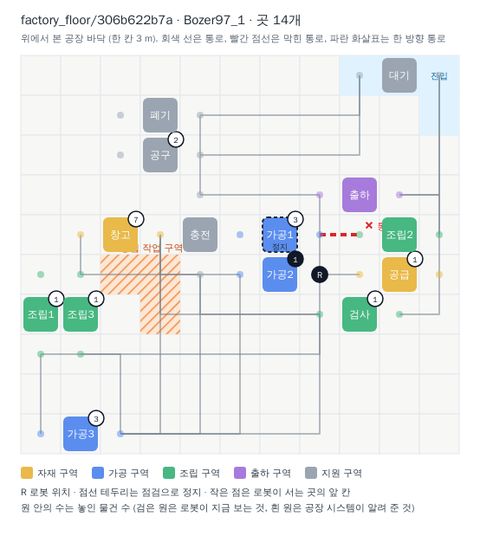 factory_floor/306b622b7a · Bozer97_1 · 곳 14개
위에서 본 공장 바닥 (한 칸 3 m). 회색 선은 통로, 빨간 점선은 막힌 통로, 파란 화살표는 한 방향 통로
대기
폐기
2
공구
출하
7
창고
작업 구역
충전
3
가공1
정지
조립2
1
가공2
R
1
공급
1
조립1
1
조립3
1
검사
3
가공3
자재 구역
가공 구역
조립 구역
출하 구역
지원 구역
R 로봇 위치 · 점선 테두리는 점검으로 정지 · 작은 점은 로봇이 서는 곳의 앞 칸
원 안의 수는 놓인 물건 수 (검은 원은 로봇이 지금 보는 것, 흰 원은 공장 시스템이 알려 준 것)